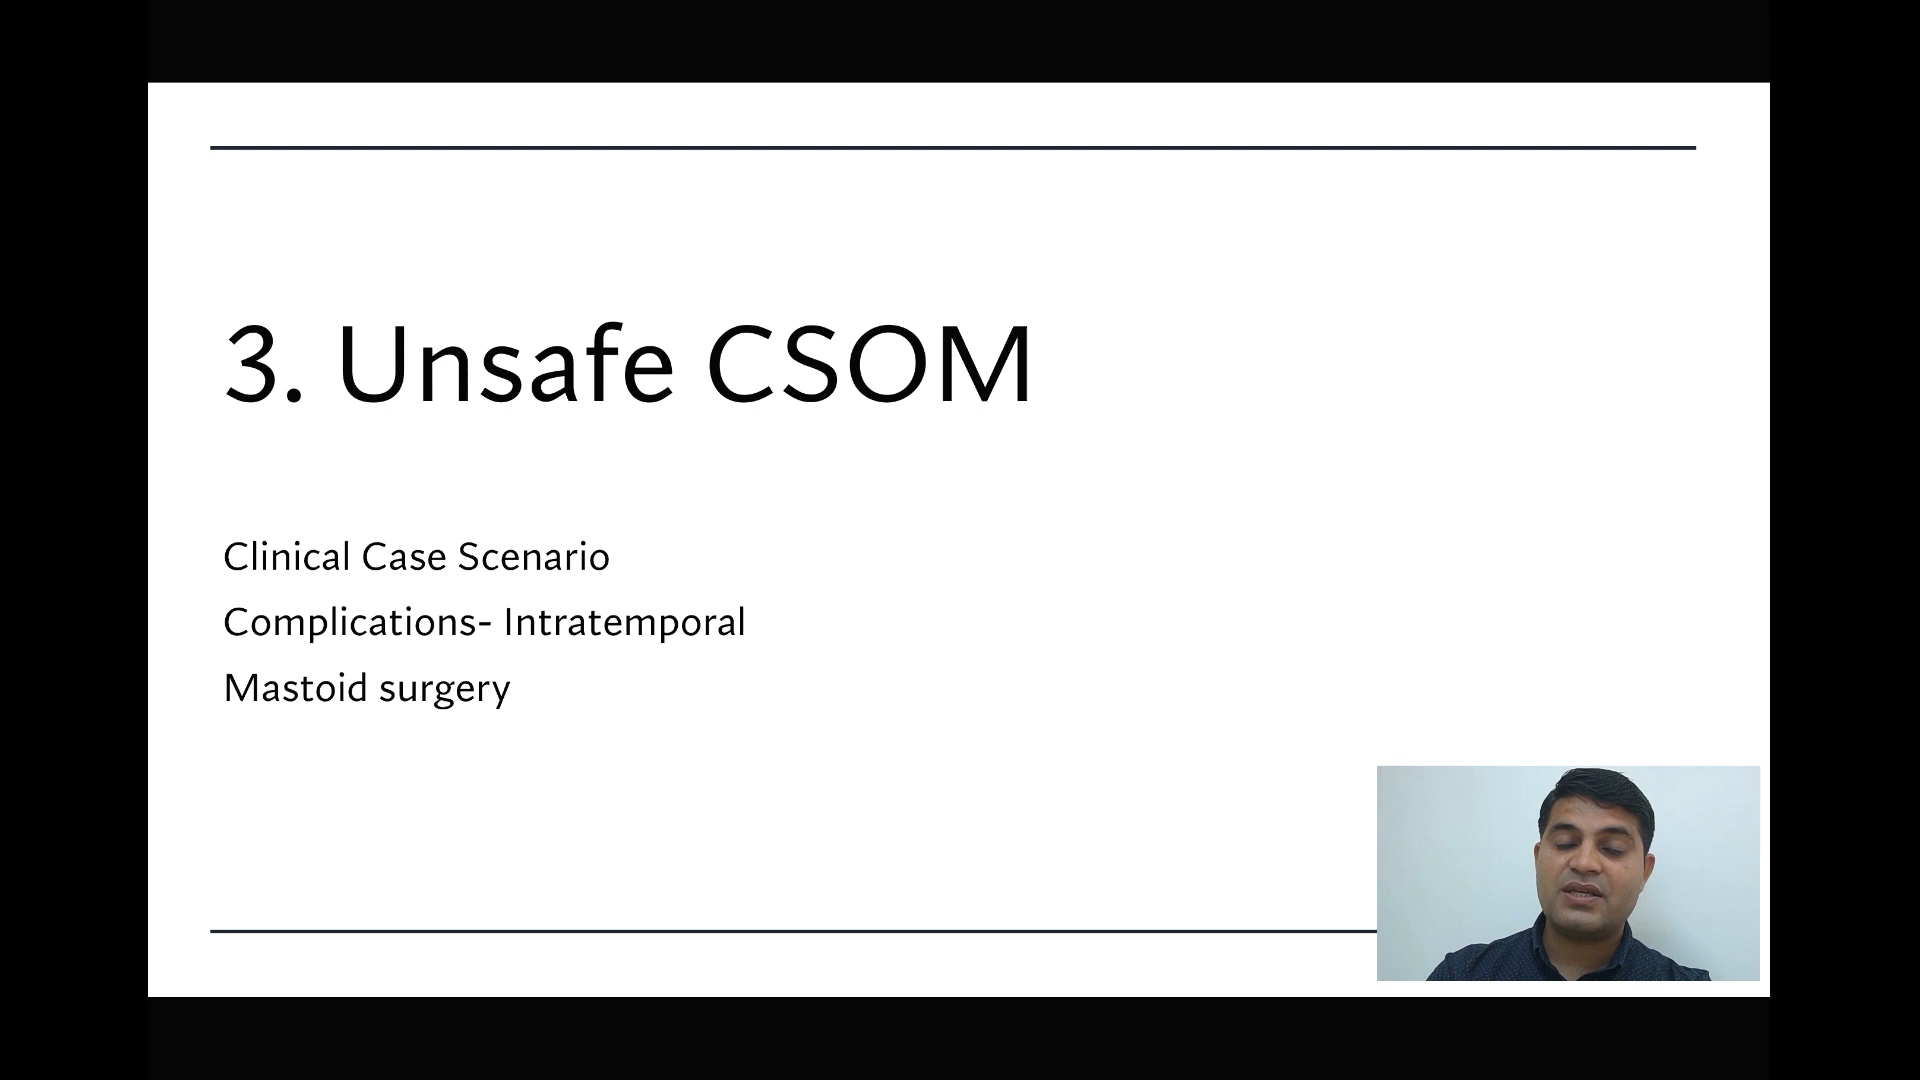 3. Unsafe CSOM
Clinical Case Scenario
Complications- Intratemporal
Mastoid surgery